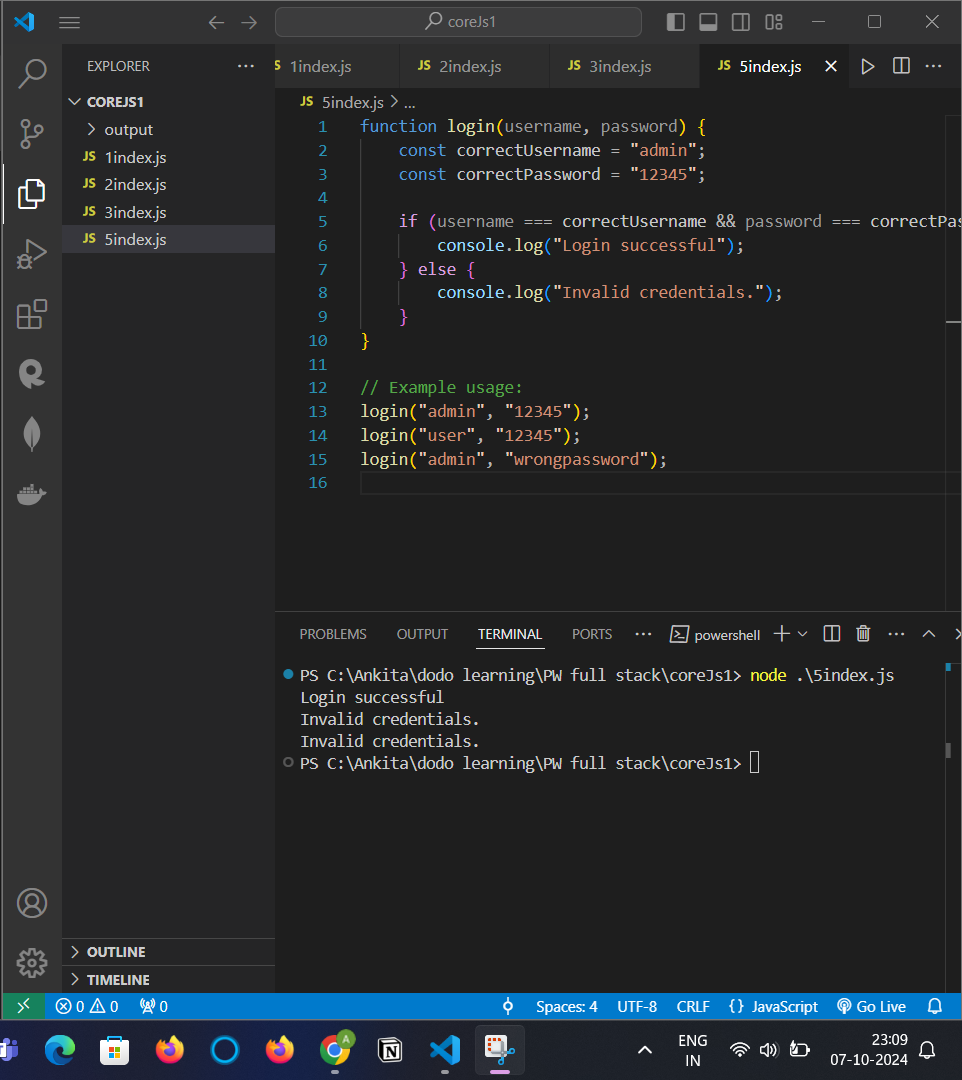 coreJs1
EXPLORER
COREJS1
output
JS 1index.js
JS 2index.js
JS 3index.js
JS 5index.js
OUTLINE
TIMELINE
S 1index.js JS 2index.js JS 3index.js JS 5index.js
JS 5index.js > ...
1 function login(username, password) {
2 const correctUsername = "admin";
3 const correctPassword = "12345";
4
5 if (username === correctUsername && password === correctPas
6 console.log("Login successful");
7 } else {
8 console.log("Invalid credentials.");
9 }
10 }
11
12 // Example usage:
13 login("admin", "12345");
14 login("user", "12345");
15 login("admin", "wrongpassword");
16
PROBLEMS OUTPUT TERMINAL PORTS ... powershell
PS C:\Ankita\dodo learning\PW full stack\coreJs1> node .\5index.js
Login successful
Invalid credentials.
Invalid credentials.
PS C:\Ankita\dodo learning\PW full stack\coreJs1>
0 0 0 Spaces: 4 UTF-8 CRLF {} JavaScript Go Live
A
ENG
IN
23:09
07-10-2024